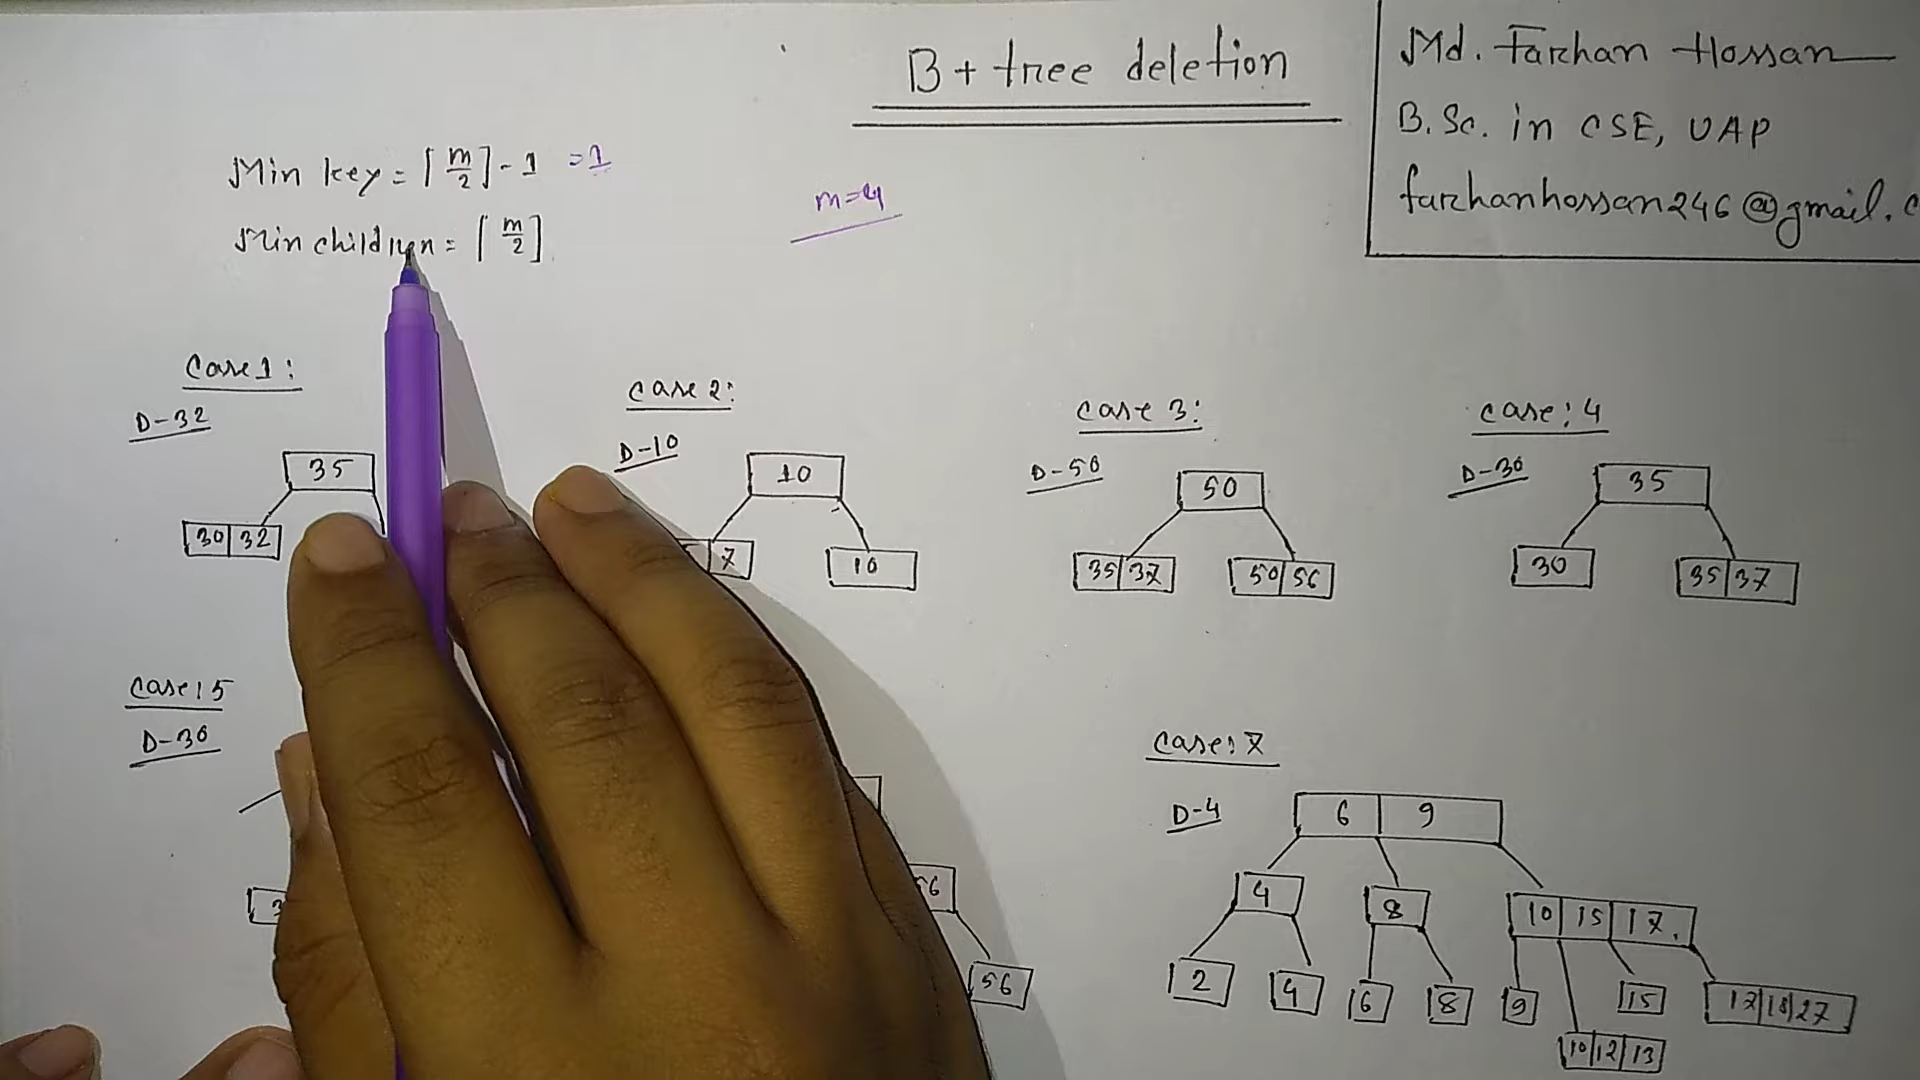 B+ tree deletion
Md. Farhan Hossan
B.Sc. in CSE, UAP
farhanhossan246@gmail.c
Min key = ⌈m/2⌉ - 1 = 1
Min children = ⌈m/2⌉
m=4
Case 1:
D-32
35
30 32
Case 2:
D-10
10
7
10
Case 3:
D-50
50
35 37
50 56
Case: 4
D-30
35
30
35 37
Case: 5
D-30
56
Case: 7
D-4
6 9
4
8
10 15 17
2
4
6
8
9
15
17 18 27
10 12 13